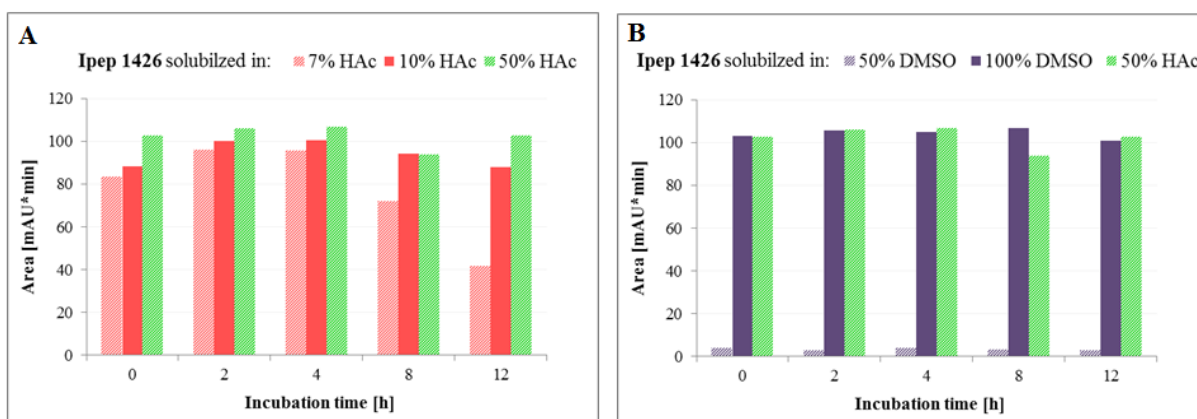 A
Ipep 1426 solubilzed in: 7% HAc 10% HAc 50% HAc
120
100
80
60
40
20
0
Area [mAU*min]
0 2 4 8 12
Incubation time [h]
B
Ipep 1426 solubilzed in: 50% DMSO 100% DMSO 50% HAc
120
100
80
60
40
20
0
Area [mAU*min]
0 2 4 8 12
Incubation time [h]